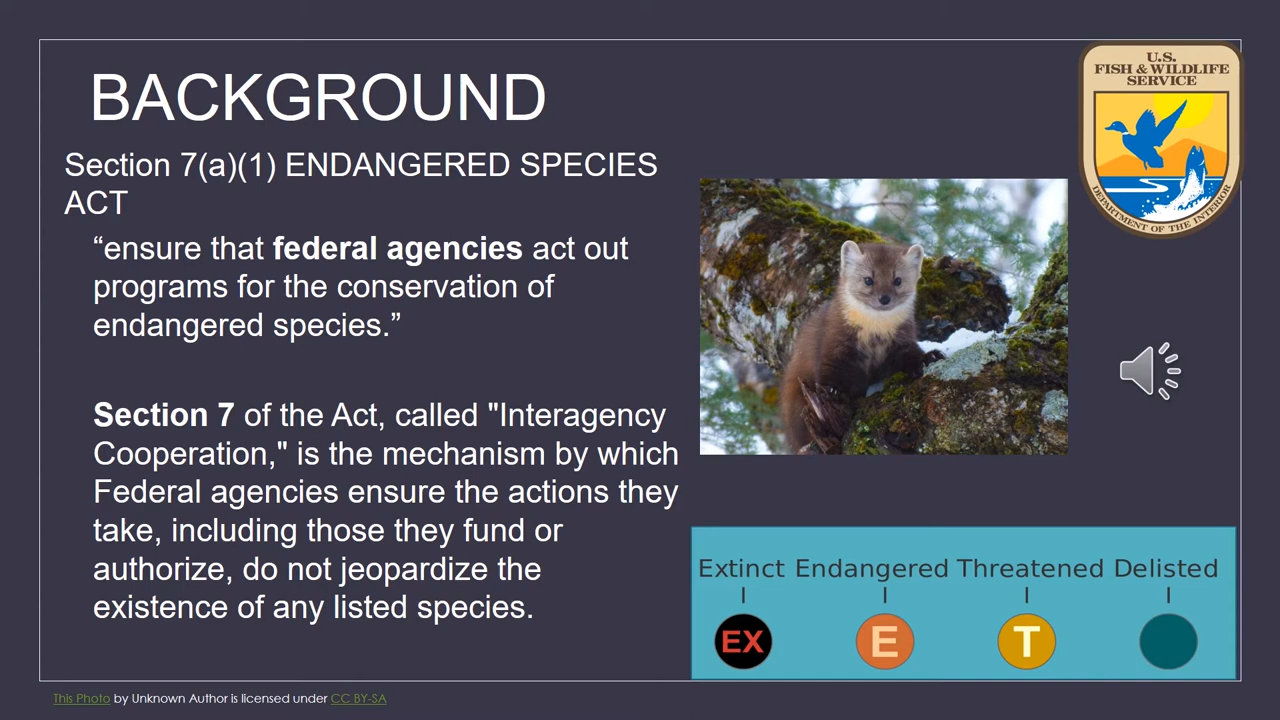 BACKGROUND
Section 7(a)(1) ENDANGERED SPECIES
ACT
“ensure that federal agencies act out
programs for the conservation of
endangered species.”
Section 7 of the Act, called "Interagency
Cooperation," is the mechanism by which
Federal agencies ensure the actions they
take, including those they fund or
authorize, do not jeopardize the
existence of any listed species.
U.S.
FISH & WILDLIFE
SERVICE
DEPARTMENT OF THE INTERIOR
Extinct Endangered Threatened Delisted
EX E T
This Photo by Unknown Author is licensed under CC BY-SA